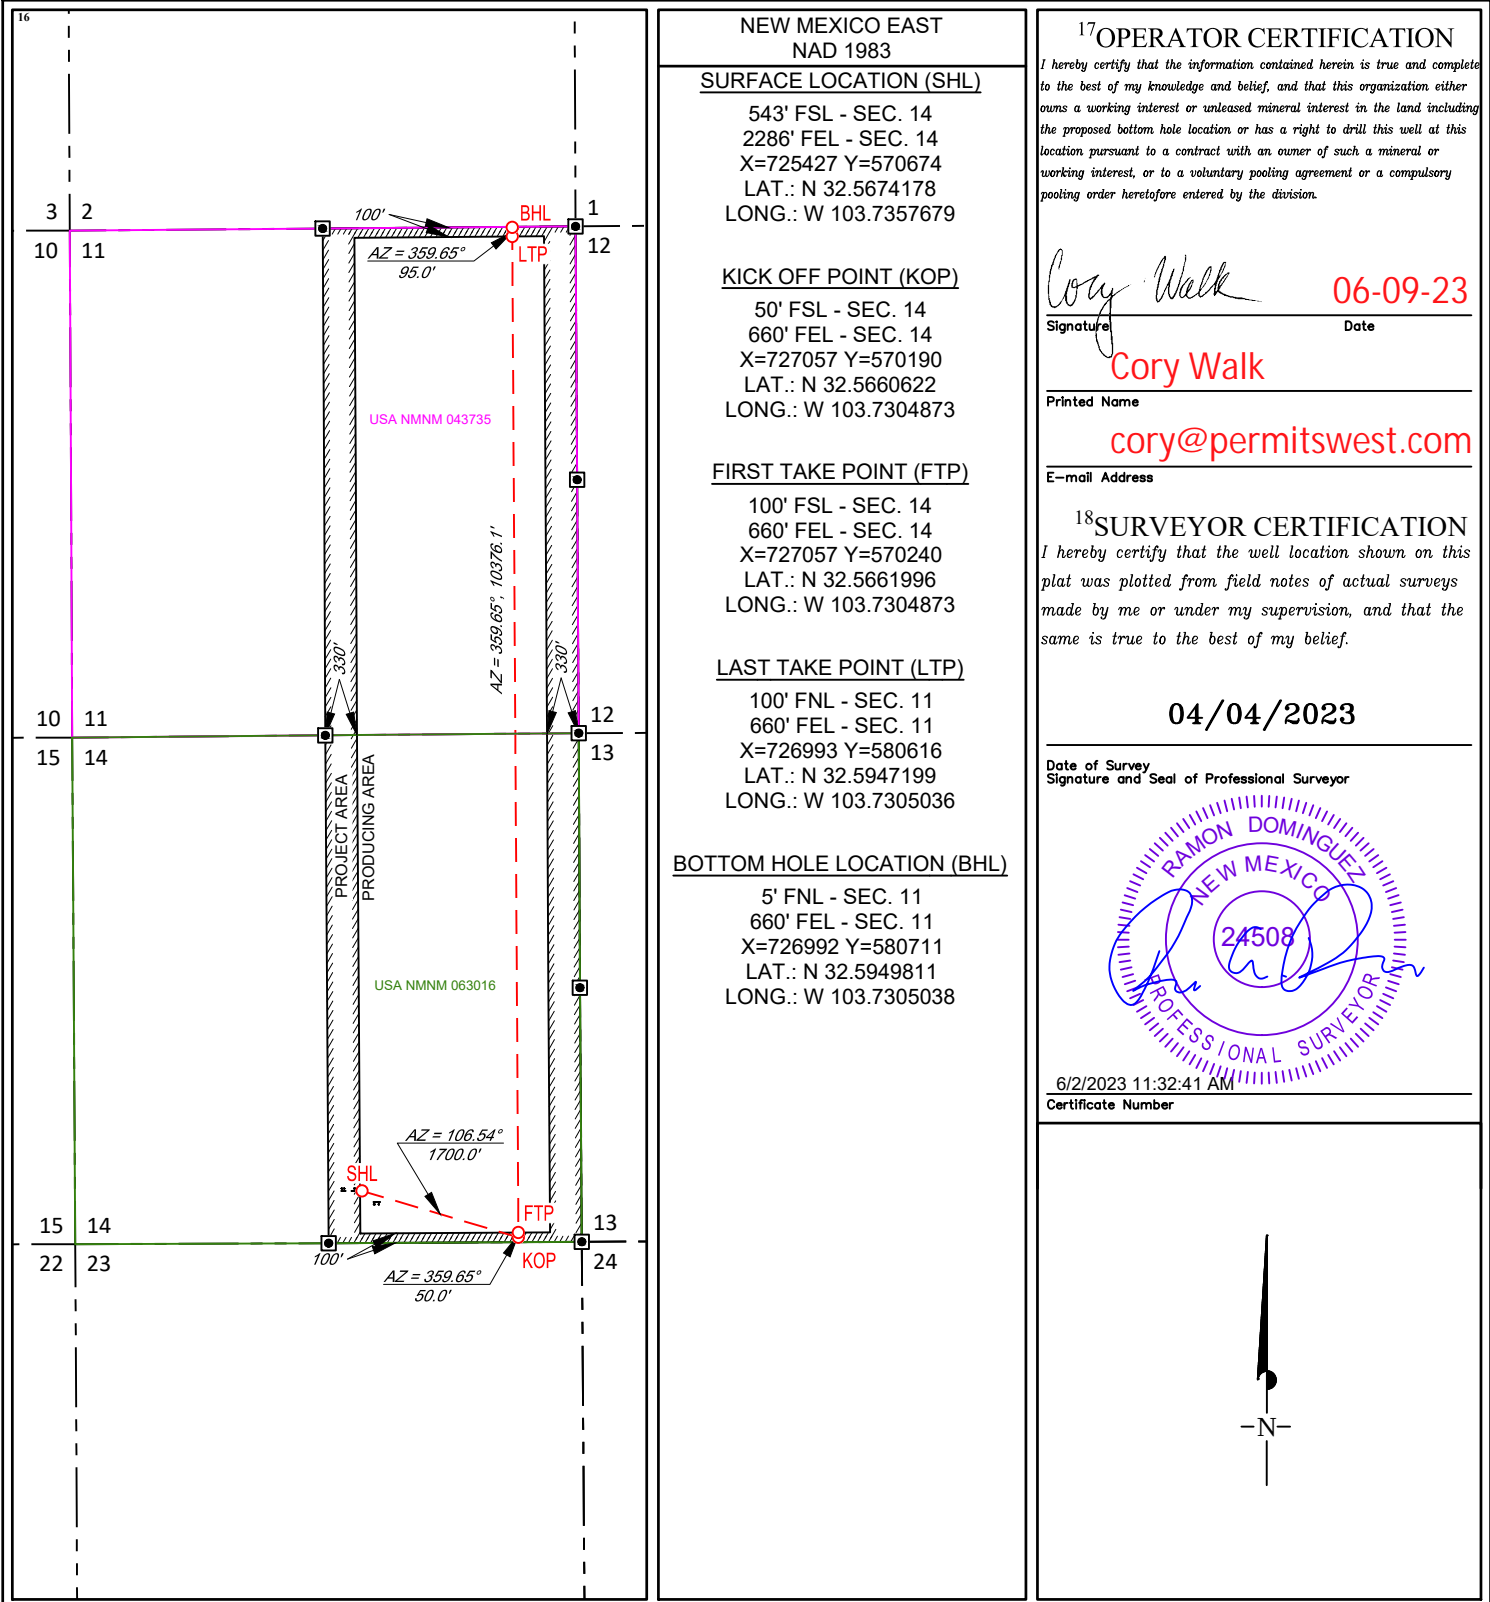 16
3 2
1
10 11
12
100'
BHL
LTP
AZ = 359.65°
95.0'
USA NMNM 043735
AZ = 359.65°, 10376.1'
330'
330'
10 11
12
15 14
13
PROJECT AREA
PRODUCING AREA
USA NMNM 063016
AZ = 106.54°
1700.0'
SHL
FTP
KOP
15 14
13
22 23
24
100'
AZ = 359.65°
50.0'
NEW MEXICO EAST
NAD 1983
SURFACE LOCATION (SHL)
543' FSL - SEC. 14
2286' FEL - SEC. 14
X=725427 Y=570674
LAT.: N 32.5674178
LONG.: W 103.7357679
KICK OFF POINT (KOP)
50' FSL - SEC. 14
660' FEL - SEC. 14
X=727057 Y=570190
LAT.: N 32.5660622
LONG.: W 103.7304873
FIRST TAKE POINT (FTP)
100' FSL - SEC. 14
660' FEL - SEC. 14
X=727057 Y=570240
LAT.: N 32.5661996
LONG.: W 103.7304873
LAST TAKE POINT (LTP)
100' FNL - SEC. 11
660' FEL - SEC. 11
X=726993 Y=580616
LAT.: N 32.5947199
LONG.: W 103.7305036
BOTTOM HOLE LOCATION (BHL)
5' FNL - SEC. 11
660' FEL - SEC. 11
X=726992 Y=580711
LAT.: N 32.5949811
LONG.: W 103.7305038
17 OPERATOR CERTIFICATION
I hereby certify that the information contained herein is true and complete
to the best of my knowledge and belief, and that this organization either
owns a working interest or unleased mineral interest in the land including
the proposed bottom hole location or has a right to drill this well at this
location pursuant to a contract with an owner of such a mineral or
working interest, or to a voluntary pooling agreement or a compulsory
pooling order heretofore entered by the division.
Cory Walk 06-09-23
Signature Date
Cory Walk
Printed Name
cory@permitswest.com
E-mail Address
18 SURVEYOR CERTIFICATION
I hereby certify that the well location shown on this
plat was plotted from field notes of actual surveys
made by me or under my supervision, and that the
same is true to the best of my belief.
04/04/2023
Date of Survey
Signature and Seal of Professional Surveyor
RAMON DOMINGUEZ
NEW MEXICO
24508
PROFESSIONAL SURVEYOR
6/2/2023 11:32:41 AM
Certificate Number
-N-